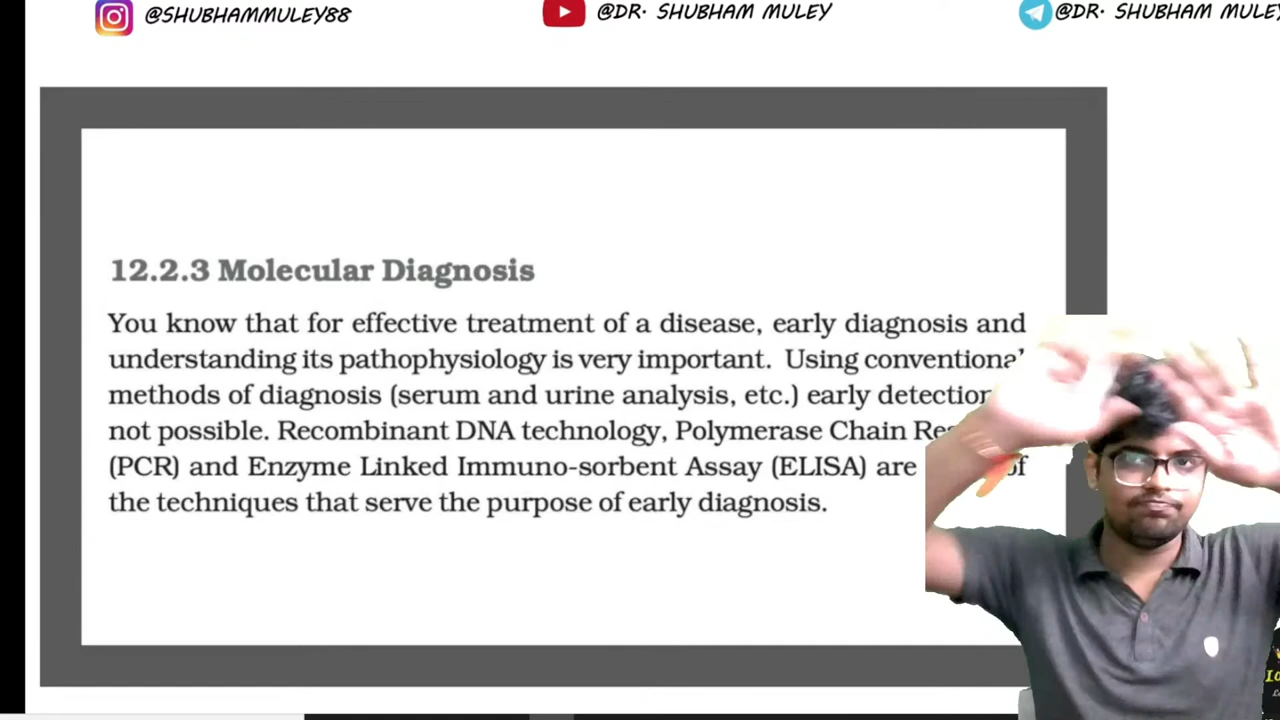 @SHUBHAMMULEY88 @DR. SHUBHAM MULEY @DR. SHUBHAM MULEY
12.2.3 Molecular Diagnosis
You know that for effective treatment of a disease, early diagnosis and
understanding its pathophysiology is very important. Using
methods of diagnosis (serum and urine analysis, etc.) early
not possible. Recombinant DNA technology, Polymerase Chain
(PCR) and Enzyme Linked Immuno-sorbent Assay (ELISA) are of
the techniques that serve the purpose of early diagnosis.